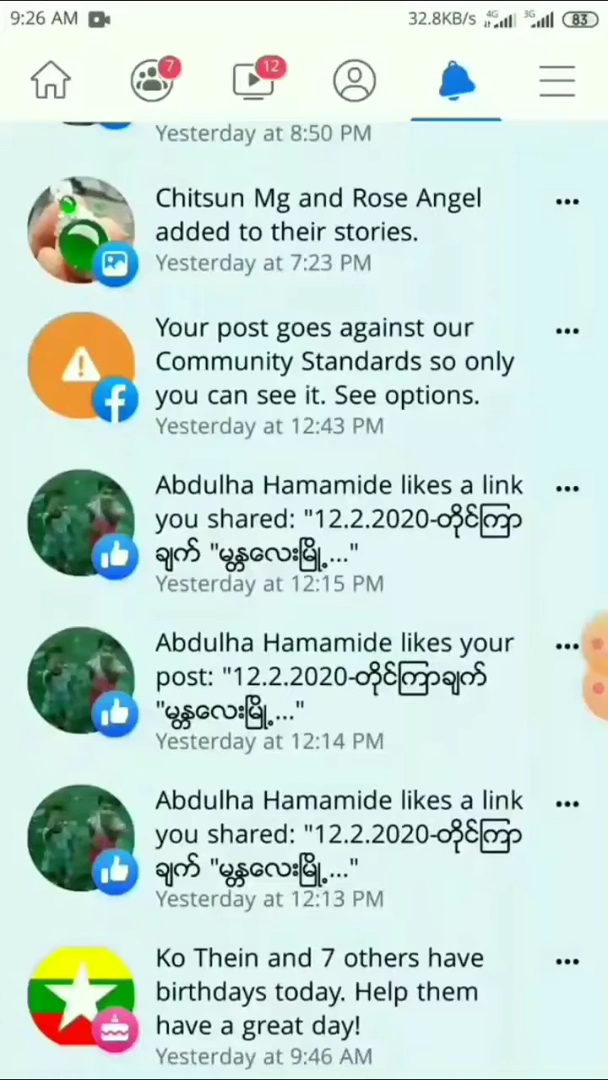 9:26 AM
32.8KB/s 4G 3G 83
7
12
Yesterday at 8:50 PM
Chitsun Mg and Rose Angel
added to their stories.
Yesterday at 7:23 PM
Your post goes against our
Community Standards so only
you can see it. See options.
Yesterday at 12:43 PM
Abdulha Hamamide likes a link
you shared: "12.2.2020-တိုင်ကြာ
ချက် "မန္တလေးမြို့..."
Yesterday at 12:15 PM
Abdulha Hamamide likes your
post: "12.2.2020-တိုင်ကြာချက်
"မန္တလေးမြို့..."
Yesterday at 12:14 PM
Abdulha Hamamide likes a link
you shared: "12.2.2020-တိုင်ကြာ
ချက် "မန္တလေးမြို့..."
Yesterday at 12:13 PM
Ko Thein and 7 others have
birthdays today. Help them
have a great day!
Yesterday at 9:46 AM